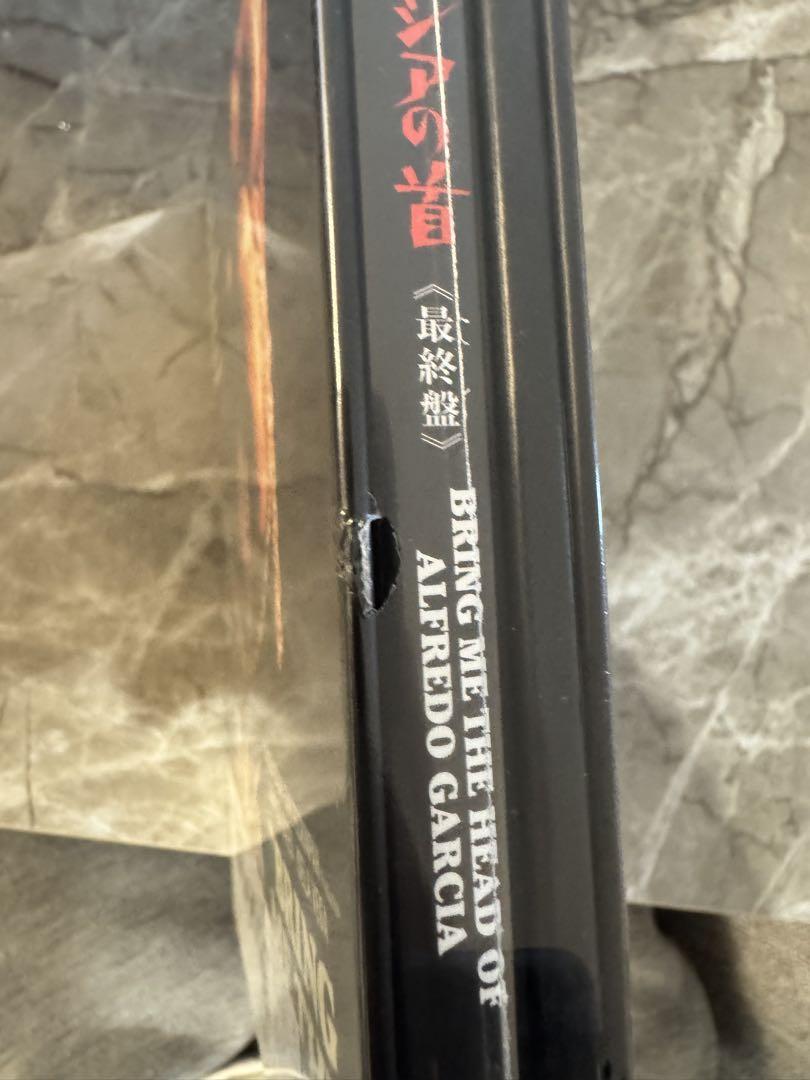 シアの首
《最終盤》
BRING ME THE HEAD OF
ALFREDO GARCIA